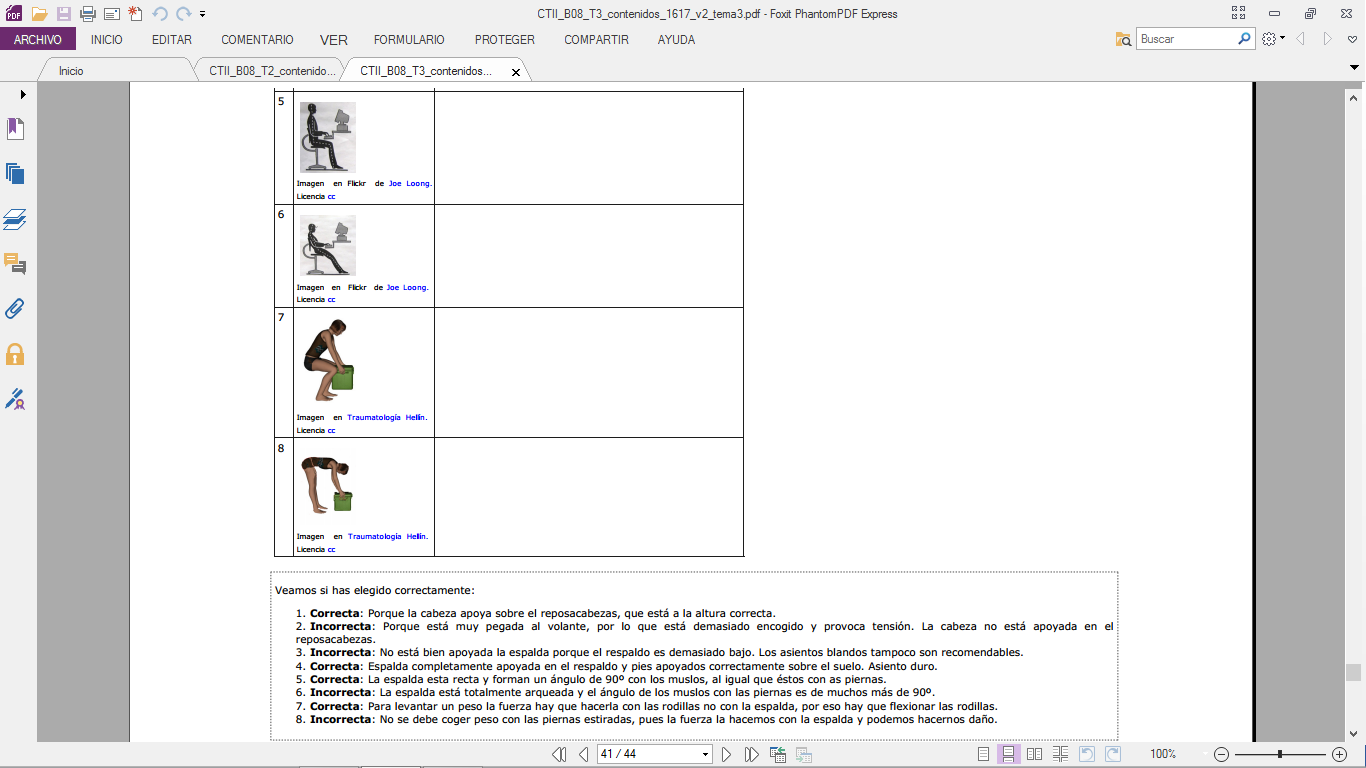 CTII_B08_T3_contenidos_1617_v2_tema3.pdf - Foxit PhantomPDF Express
ARCHIVO INICIO EDITAR COMENTARIO VER FORMULARIO PROTEGER COMPARTIR AYUDA
Buscar
Inicio CTII_B08_T2_contenido... CTII_B08_T3_contenidos...
5
Imagen en Flickr de Joe Loong.
Licencia cc
6
Imagen en Flickr de Joe Loong.
Licencia cc
7
Imagen en Traumatología Hellín.
Licencia cc
8
Imagen en Traumatología Hellín.
Licencia cc
Veamos si has elegido correctamente:
1. Correcta: Porque la cabeza apoya sobre el reposacabezas, que está a la altura correcta.
2. Incorrecta: Porque está muy pegada al volante, por lo que está demasiado encogido y provoca tensión. La cabeza no está apoyada en el
reposacabezas.
3. Incorrecta: No está bien apoyada la espalda porque el respaldo es demasiado bajo. Los asientos blandos tampoco son recomendables.
4. Correcta: Espalda completamente apoyada en el respaldo y pies apoyados correctamente sobre el suelo. Asiento duro.
5. Correcta: La espalda esta recta y forman un ángulo de 90º con los muslos, al igual que éstos con as piernas.
6. Incorrecta: La espalda está totalmente arqueada y el ángulo de los muslos con las piernas es de muchos más de 90º.
7. Correcta: Para levantar un peso la fuerza hay que hacerla con las rodillas no con la espalda, por eso hay que flexionar las rodillas.
8. Incorrecta: No se debe coger peso con las piernas estiradas, pues la fuerza la hacemos con la espalda y podemos hacernos daño.
41 / 44
100%